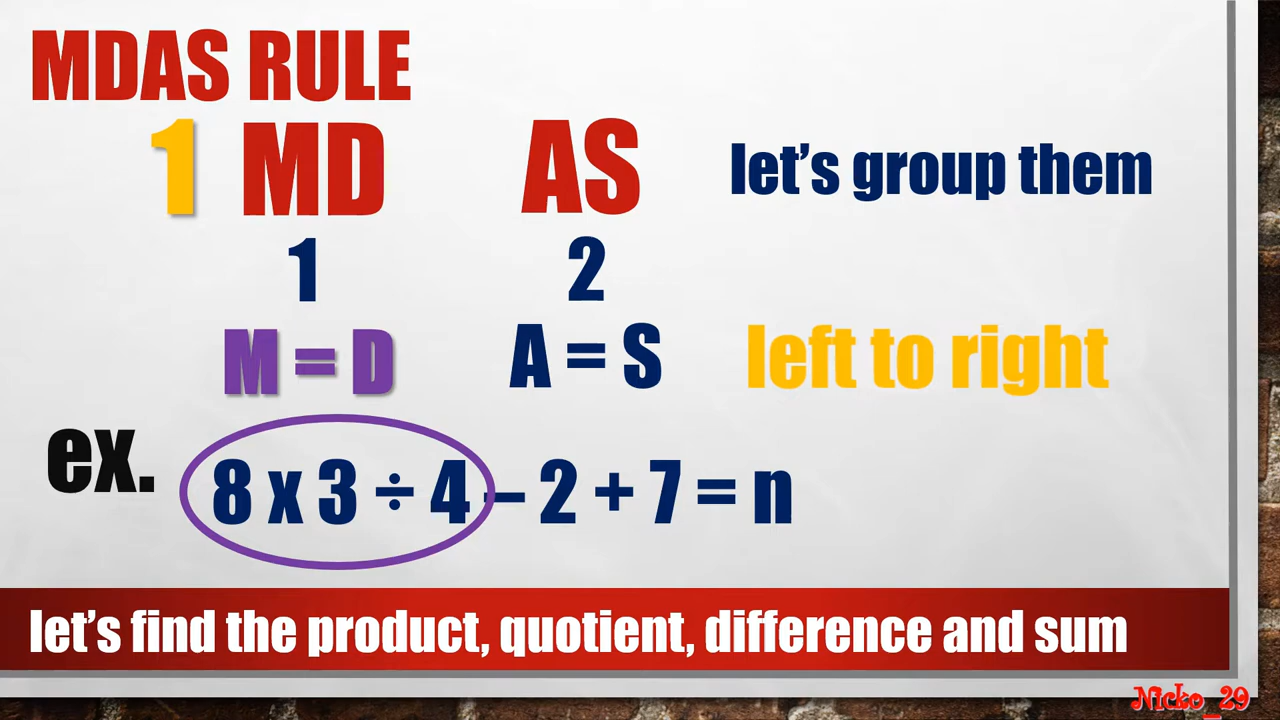 MDAS RULE
1 MD AS let's group them
1 2
M = D A = S left to right
ex. 8 x 3 ÷ 4 – 2 + 7 = n
let's find the product, quotient, difference and sum
Nicko_29